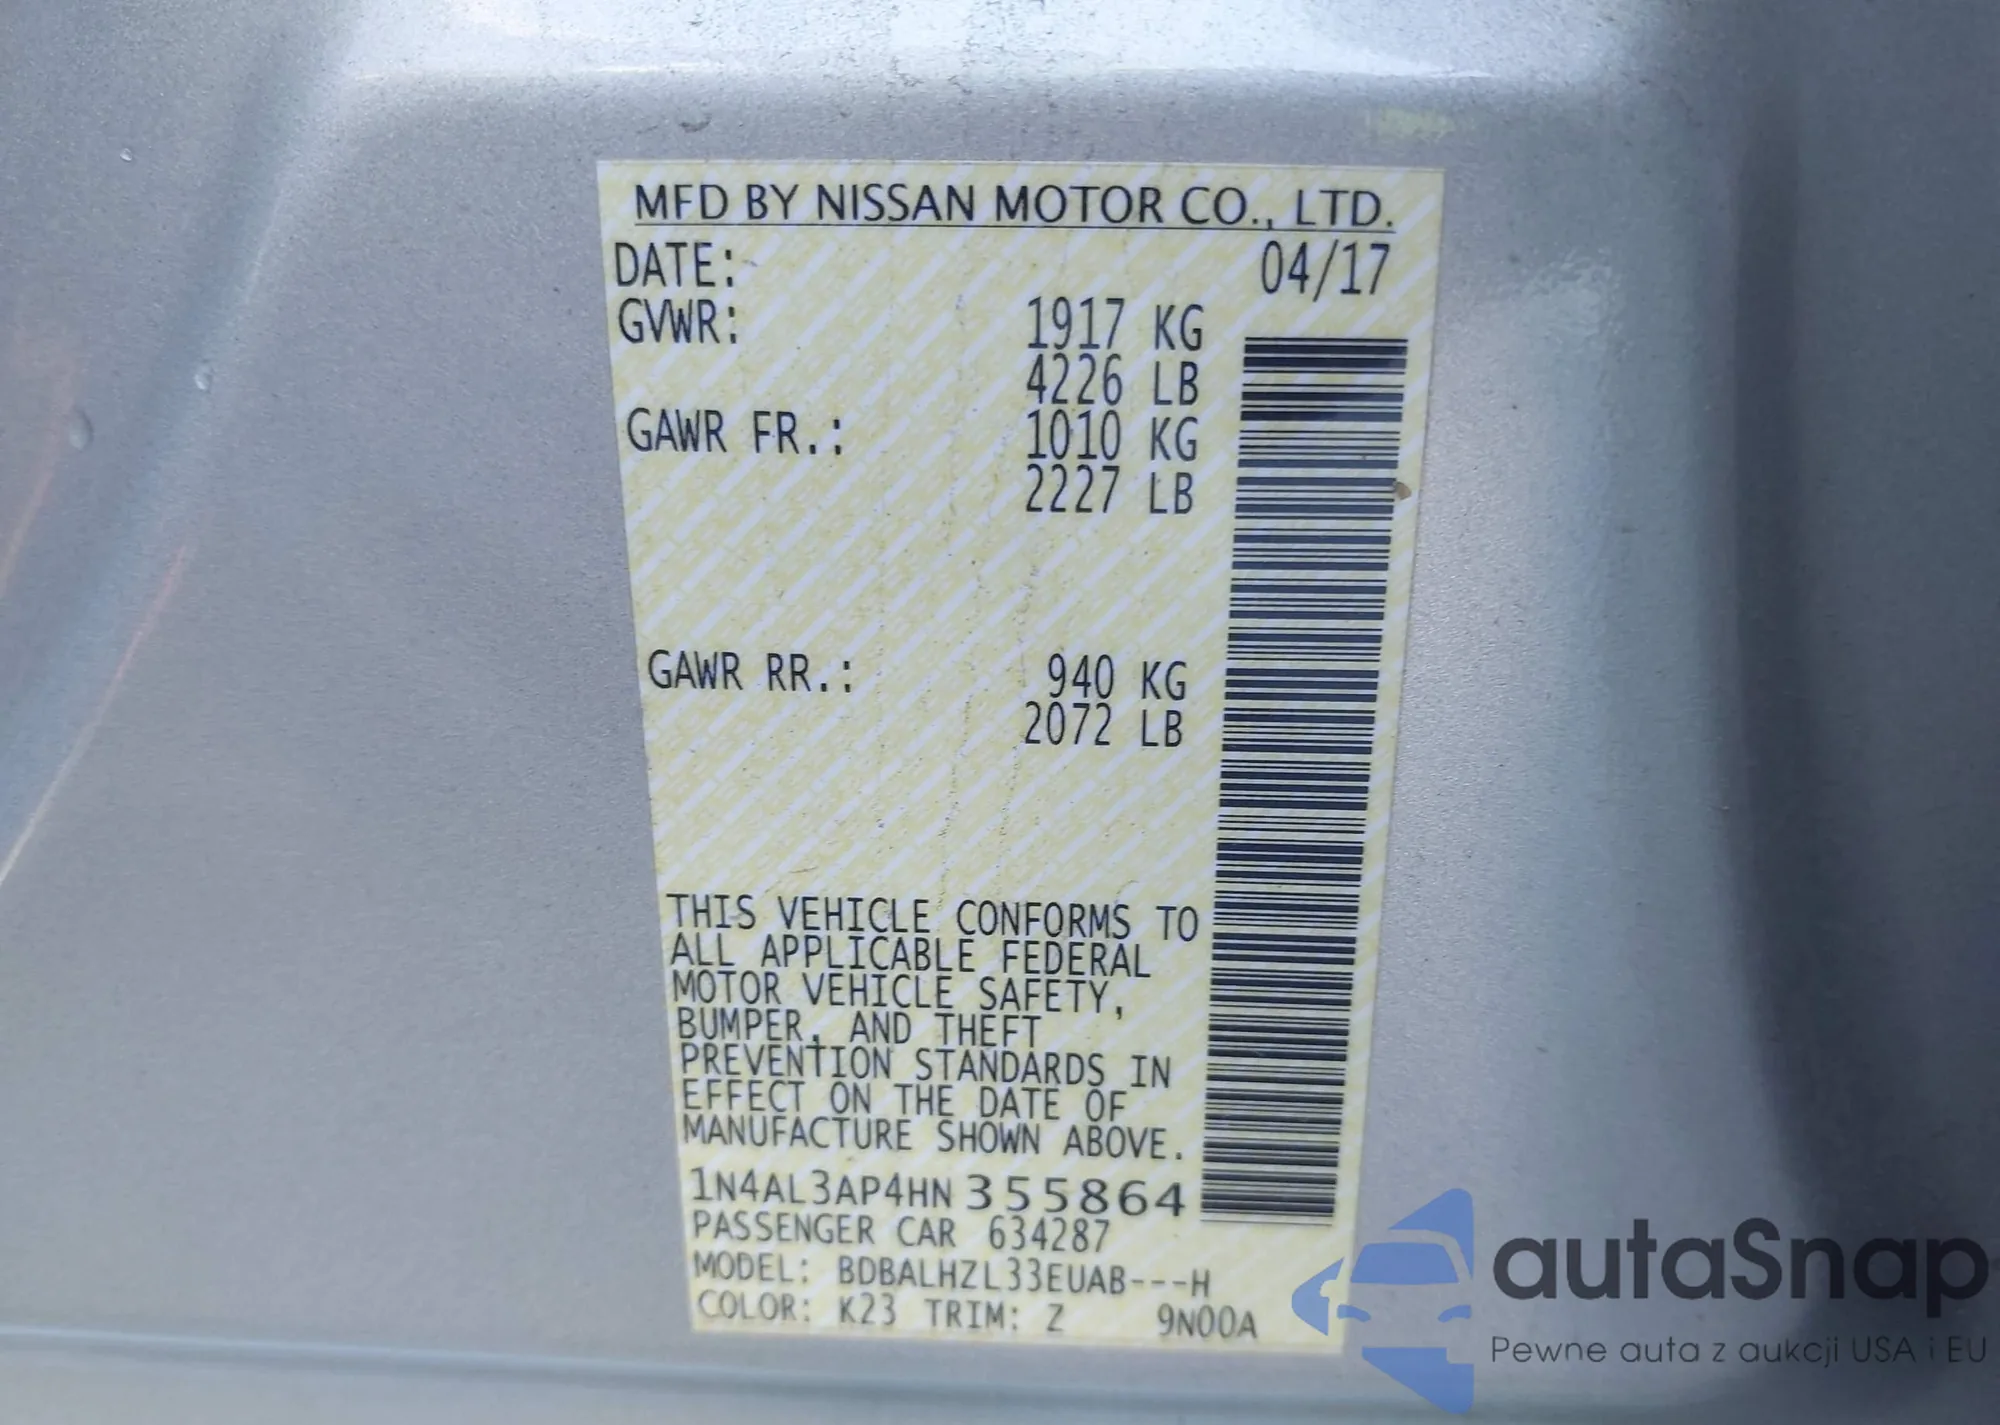 MFD BY NISSAN MOTOR CO., LTD.
DATE: 04/17
GVWR: 1917 KG
4226 LB
GAWR FR.: 1010 KG
2227 LB
GAWR RR.: 940 KG
2072 LB
THIS VEHICLE CONFORMS TO
ALL APPLICABLE FEDERAL
MOTOR VEHICLE SAFETY,
BUMPER, AND THEFT
PREVENTION STANDARDS IN
EFFECT ON THE DATE OF
MANUFACTURE SHOWN ABOVE.
1N4AL3AP4HN355864
PASSENGER CAR 634287
MODEL: BDBALHZL33EUAB---H
COLOR: K23 TRIM: Z 9N00A
autaSnap
Pewne auta z aukcji USA i EU